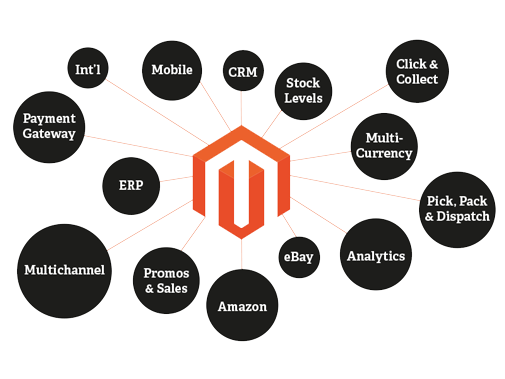 Int'l
Mobile
CRM
Stock
Levels
Click &
Collect
Payment
Gateway
Multi-
Currency
ERP
Pick, Pack
& Dispatch
Multichannel
Promos
& Sales
Amazon
eBay
Analytics